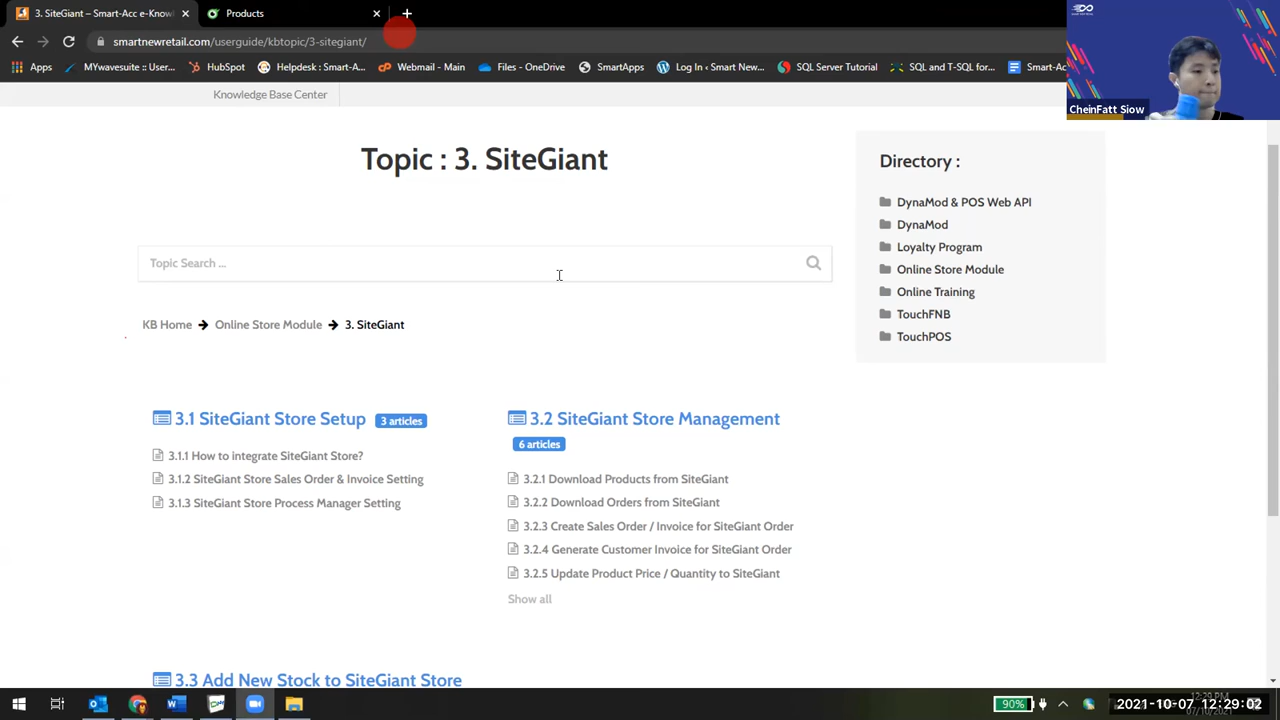 3. SiteGiant – Smart-Acc e-Know
Products
smartnewretail.com/userguide/kbtopic/3-sitegiant/
Apps
MYwavesuite :: User...
HubSpot
Helpdesk : Smart-A...
Webmail - Main
Files - OneDrive
SmartApps
Log In ‹ Smart New...
SQL Server Tutorial
SQL and T-SQL for...
CheinFatt Siow
Knowledge Base Center
Topic : 3. SiteGiant
Topic Search ...
KB Home
Online Store Module
3. SiteGiant
Directory :
DynaMod & POS Web API
DynaMod
Loyalty Program
Online Store Module
Online Training
TouchFNB
TouchPOS
3.1 SiteGiant Store Setup
3 articles
3.1.1 How to integrate SiteGiant Store?
3.1.2 SiteGiant Store Sales Order & Invoice Setting
3.1.3 SiteGiant Store Process Manager Setting
3.2 SiteGiant Store Management
6 articles
3.2.1 Download Products from SiteGiant
3.2.2 Download Orders from SiteGiant
3.2.3 Create Sales Order / Invoice for SiteGiant Order
3.2.4 Generate Customer Invoice for SiteGiant Order
3.2.5 Update Product Price / Quantity to SiteGiant
Show all
3.3 Add New Stock to SiteGiant Store
90%
2021-10-07 12:29:02